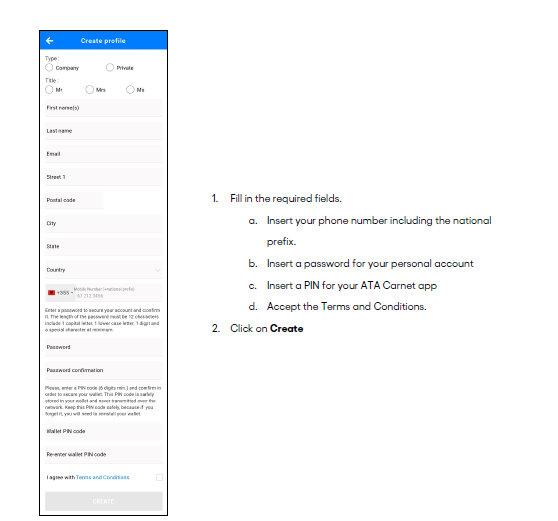 Create profile
Type:
Company Private
Title:
Mr Mrs Ms
First name(s)
Last name
Email
Street 1
Postal code
City
State
Country
Mobile Number (+national prefix)
+355 67 212 3456
Enter a password to secure your account and confirm
it. The length of the password must be 12 characters
include 1 capital letter, 1 lower case letter, 1 digit and
a special character at minimum.
Password
Password confirmation
Please, enter a PIN code (6 digits min.) and confirm in
order to secure your wallet. This PIN code is safely
stored in your wallet and never transmitted over the
network. Keep this PIN code safely, because if you
forget it, you will need to reinstall your wallet.
Wallet PIN code
Re-enter wallet PIN code
I agree with Terms and Conditions.
CREATE
1. Fill in the required fields.
a. Insert your phone number including the national
prefix.
b. Insert a password for your personal account
c. Insert a PIN for your ATA Carnet app
d. Accept the Terms and Conditions.
2. Click on Create